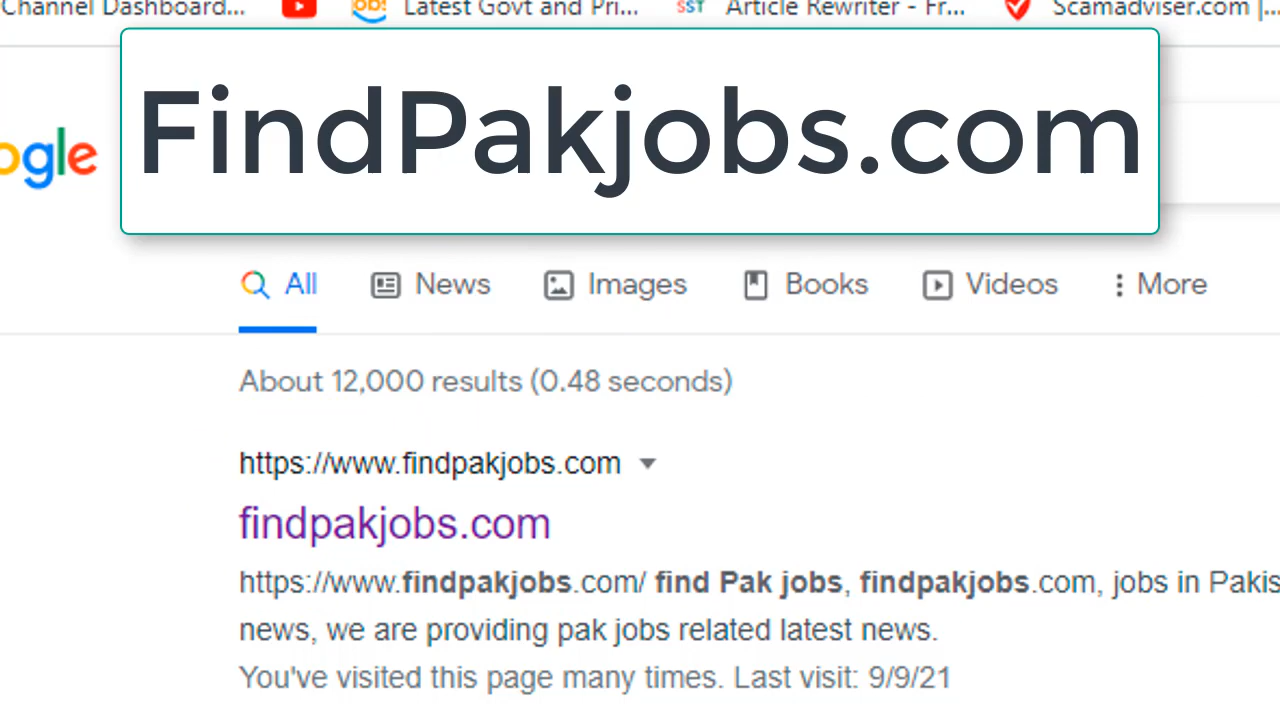 Channel Dashboard... Latest Govt and Pri... SST Article Rewriter - Fr... Scamadviser.com |...
FindPakjobs.com
ogle
All News Images Books Videos More
About 12,000 results (0.48 seconds)
https://www.findpakjobs.com
findpakjobs.com
https://www.findpakjobs.com/ find Pak jobs, findpakjobs.com, jobs in Pakis
news, we are providing pak jobs related latest news.
You've visited this page many times. Last visit: 9/9/21